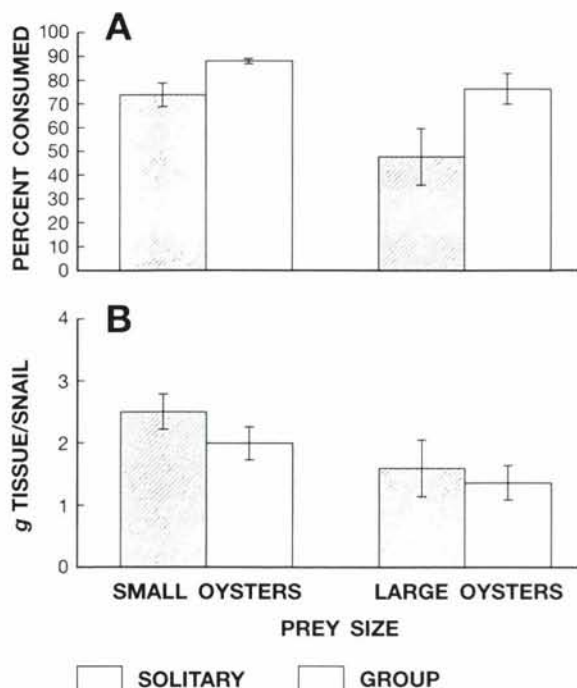 A
PERCENT CONSUMED
100
90
80
70
60
50
40
30
20
10
0
B
g TISSUE/SNAIL
4
3
2
1
0
SMALL OYSTERS LARGE OYSTERS
PREY SIZE
SOLITARY GROUP